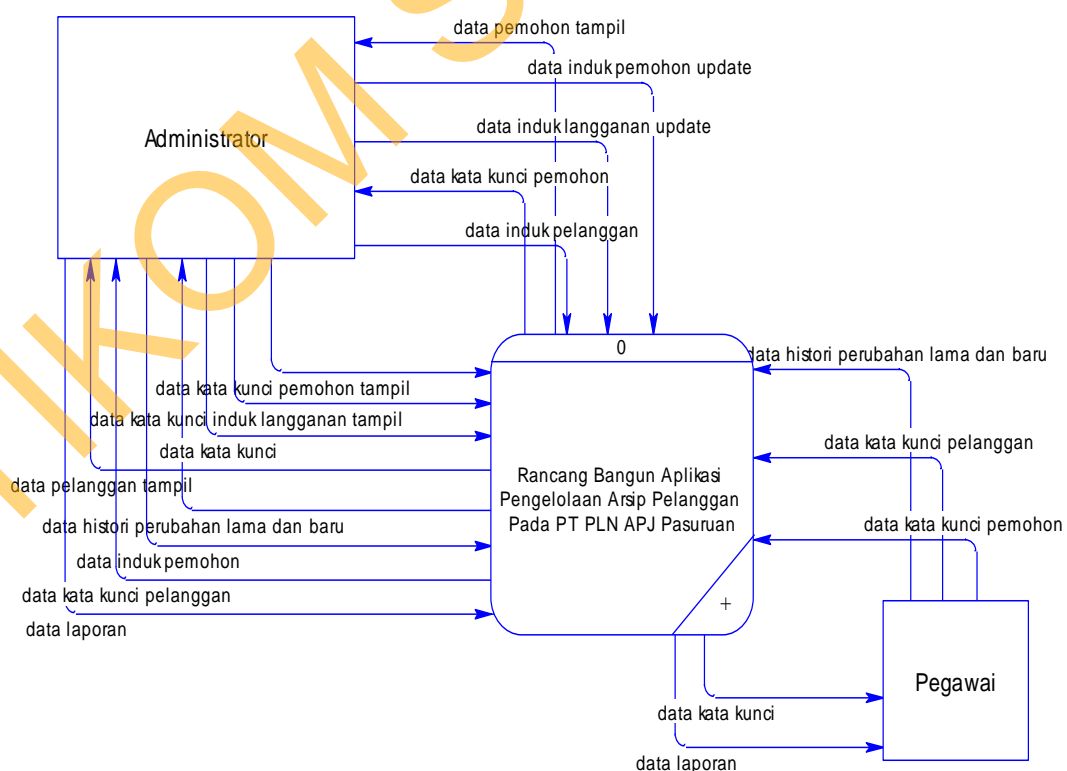 data pemohon tampil
data induk pemohon update
Administrator
data induk langganan update
data kata kunci pemohon
data induk pelanggan
0
data histori perubahan lama dan baru
data kata kunci pemohon tampil
data kata kunci induk langganan tampil
data kata kunci pelanggan
data kata kunci
Rancang Bangun Aplikasi
Pengelolaan Arsip Pelanggan
Pada PT PLN APJ Pasuruan
data pelanggan tampil
data histori perubahan lama dan baru
data kata kunci pemohon
data induk pemohon
data kata kunci pelanggan
+
data laporan
Pegawai
data kata kunci
data laporan
IKOM S